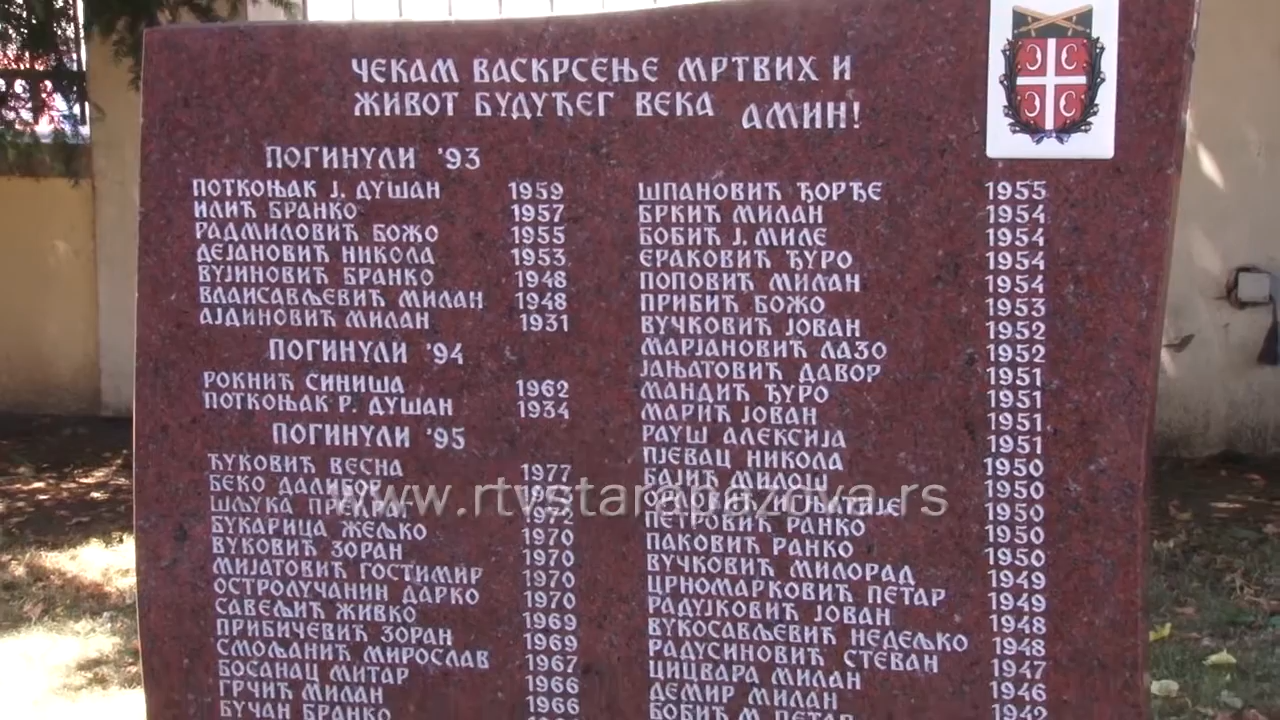 ЧЕКАМ ВАСКРСЕЊЕ МРТВИХ И
ЖИВОТ БУДУЋЕГ ВЕКА АМИН!
ПОГИНУЛИ '93
ПОТКОЊАК Ј. ДУШАН 1959
ИЛИЋ БРАНКО 1957
РАДМИЛОВИЋ БОЖО 1955
ДЕЈАНОВИЋ НИКОЛА 1953
ВУЈИНОВИЋ БРАНКО 1948
ВЛАИСАВЉЕВИЋ МИЛАН 1948
АЈДИНОВИЋ МИЛАН 1931
ПОГИНУЛИ '94
РОКНИЋ СИНИША 1962
ПОТКОЊАК Р. ДУШАН 1934
ПОГИНУЛИ '95
ЋУКОВИЋ ВЕСНА 1977
БЕКО ДАЛИБОР
ШЉУКА ПРЕДРАГ 1972
БУКАРИЦА ЖЕЉКО 1970
ВУКОВИЋ ЗОРАН 1970
МИЈАТОВИЋ ГОСТИМИР 1970
ОСТРОЛУЧАНИН ДАРКО 1970
САВЕЉИЋ ЖИВКО 1969
ПРИБИЧЕВИЋ ЗОРАН 1969
СМОЉАНИЋ МИРОСЛАВ 1967
БОСАНАЦ МИТАР 1966
ГРЧИЋ МИЛАН 1966
БУЧАН БРАНКО
ШПАНОВИЋ ЂОРЂЕ 1955
БРКИЋ МИЛАН 1954
БОБИЋ Ј. МИЛЕ 1954
ЕРАКОВИЋ ЂУРО 1954
ПОПОВИЋ МИЛАН 1954
ПРИБИЋ БОЖО 1953
ВУЧКОВИЋ ЈОВАН 1952
МАРЈАНОВИЋ ЛАЗО 1952
ЈАЊАТОВИЋ ДАВОР 1951
МАНДИЋ ЂУРО 1951
МАРИЋ ЈОВАН 1951
РАУШ АЛЕКСИЈА 1951
ПЈЕВАЦ НИКОЛА 1950
БАЈИЋ МИЛОШ 1950
1950
ПЕТРОВИЋ РАНКО 1950
ПАКОВИЋ РАНКО 1950
ВУЧКОВИЋ МИЛОРАД 1949
ЦРНОМАРКОВИЋ ПЕТАР 1949
РАДУЈКОВИЋ ЈОВАН 1948
ВУКОСАВЉЕВИЋ НЕДЕЉКО 1948
РАДУСИНОВИЋ СТЕВАН 1947
ЦИЦВАРА МИЛАН 1946
ДЕМИР МИЛАН 1942
БОБИЋ М. ПЕТАР
www.rtvstarapazova.rs